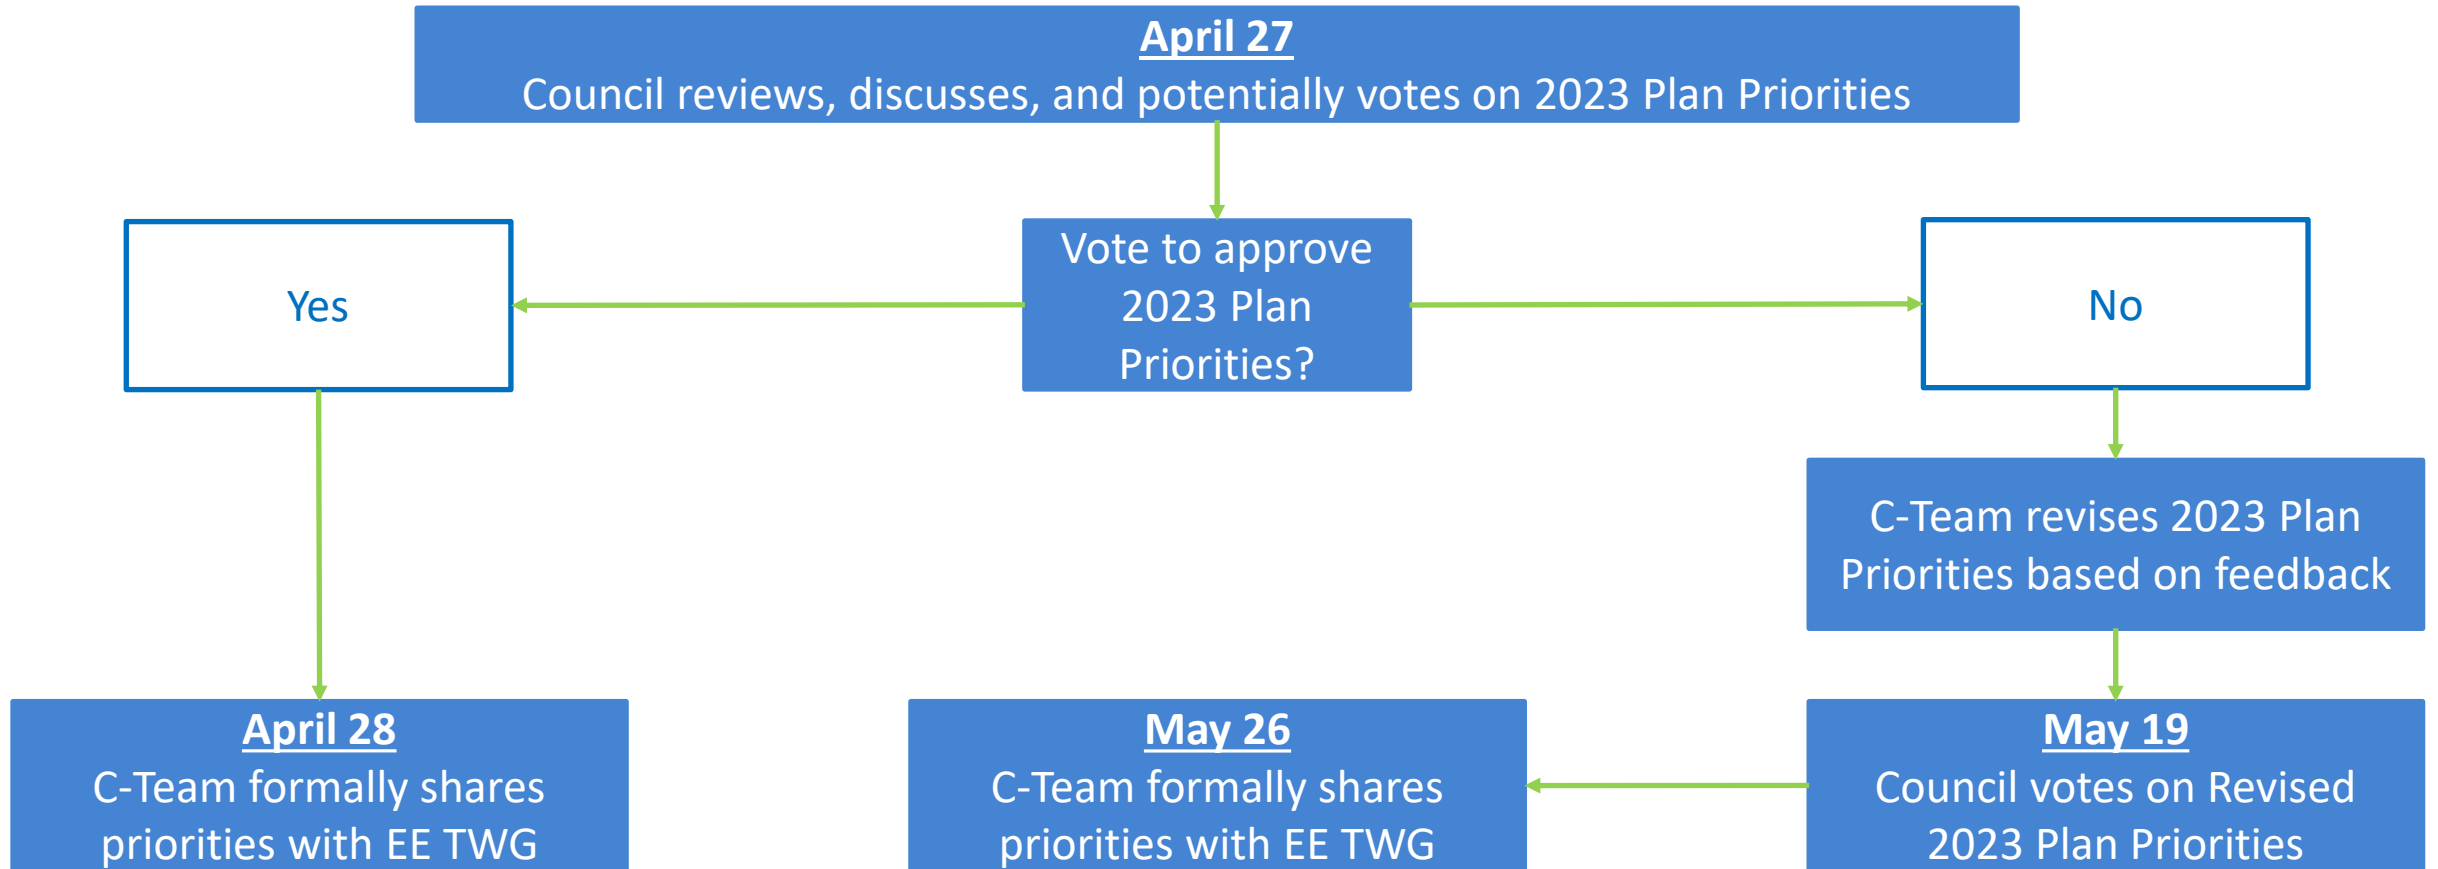 April 27
Council reviews, discusses, and potentially votes on 2023 Plan Priorities
Yes
Vote to approve
2023 Plan
Priorities?
No
C-Team revises 2023 Plan
Priorities based on feedback
April 28
C-Team formally shares
priorities with EE TWG
May 26
C-Team formally shares
priorities with EE TWG
May 19
Council votes on Revised
2023 Plan Priorities